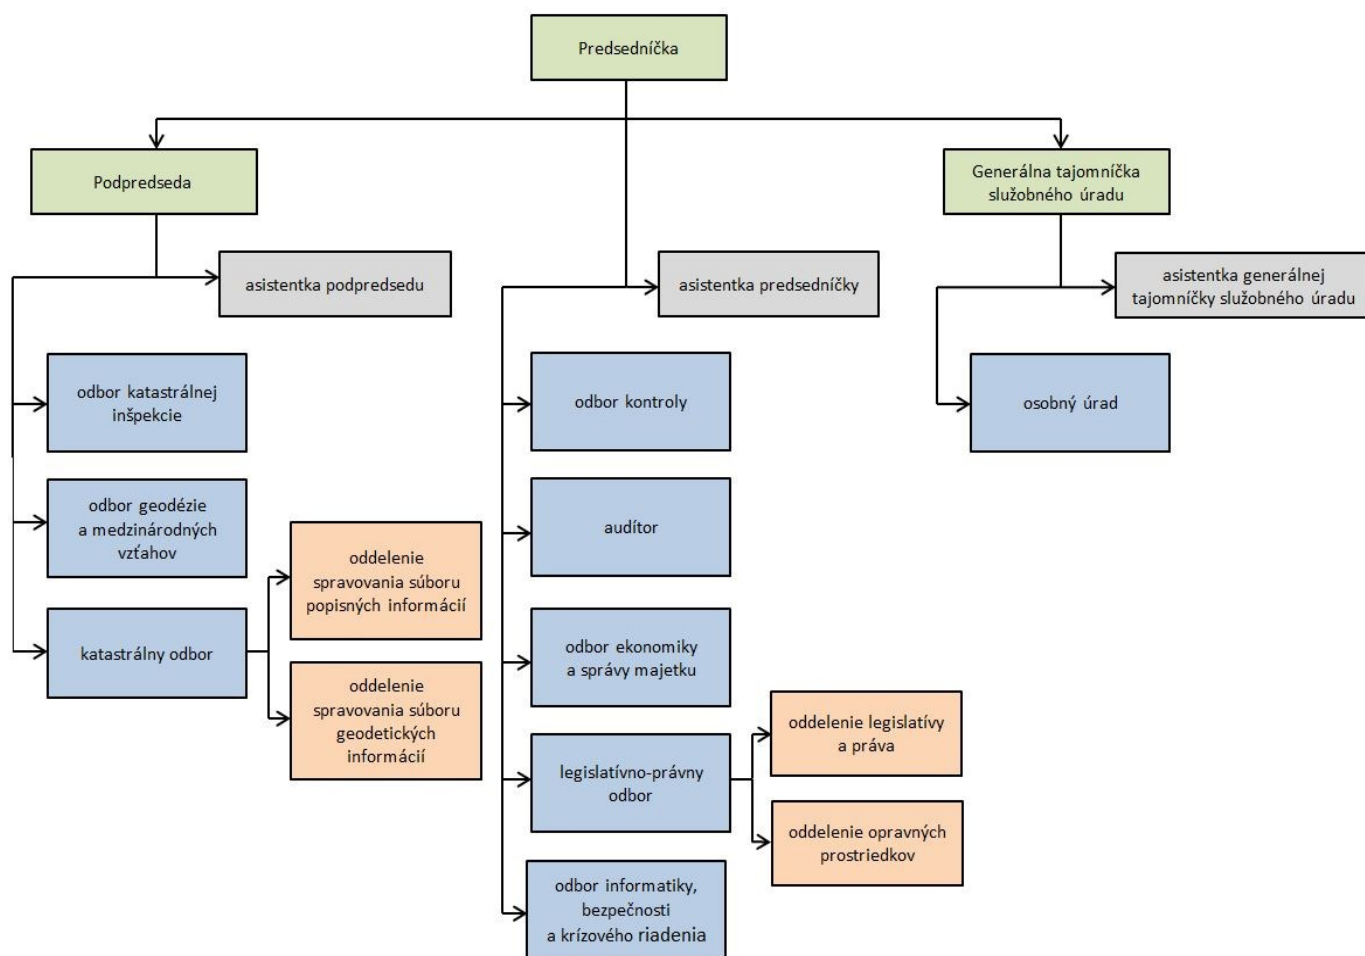 Predsedníčka
Podpredseda
Generálna tajomníčka
služobného úradu
asistentka podpredsedu
asistentka predsedníčky
asistentka generálnej
tajomníčky služobného úradu
odbor katastrálnej
inšpekcie
odbor geodézie
a medzinárodných
vzťahov
katastrálny odbor
oddelenie
spravovania súboru
popisných informácií
oddelenie
spravovania súboru
geodetických
informácií
odbor kontroly
audítor
odbor ekonomiky
a správy majetku
legislatívno-právny
odbor
oddelenie legislatívy
a práva
oddelenie opravných
prostriedkov
odbor informatiky,
bezpečnosti
a krízového riadenia
osobný úrad